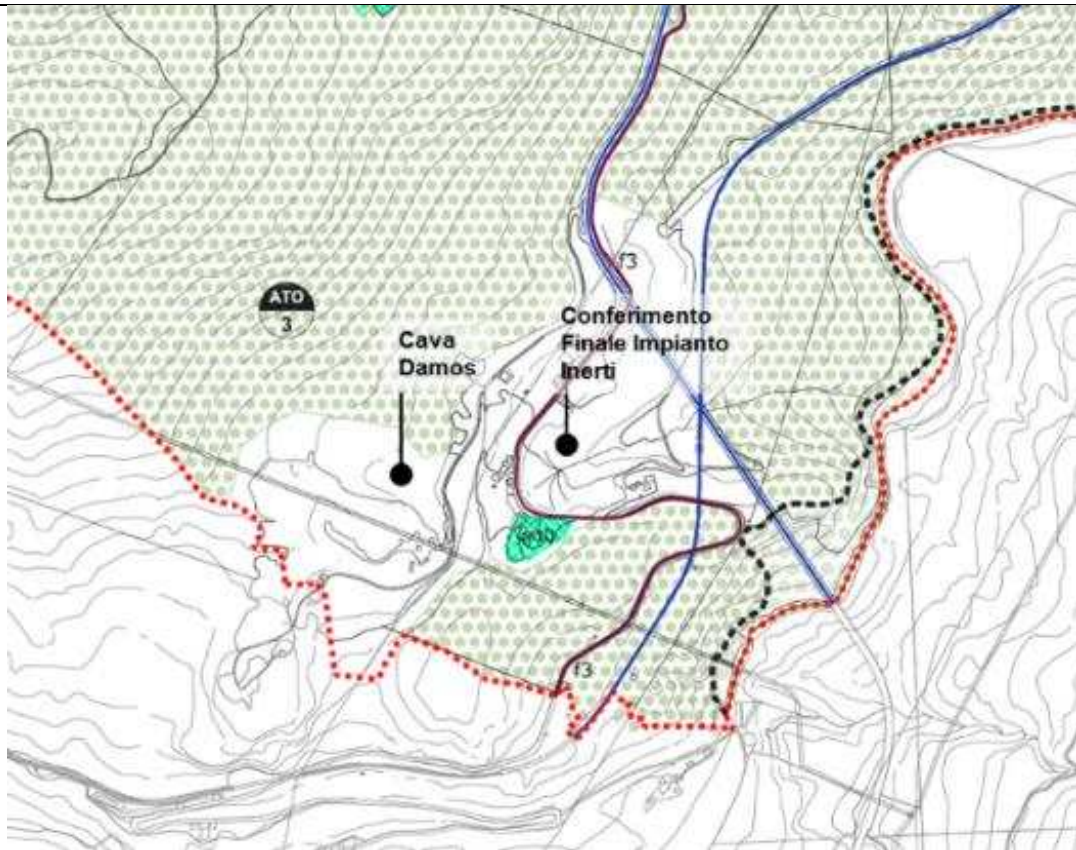 f3
ATO
3
Cava
Damos
Conferimento
Finale Impianto
Inerti
f3